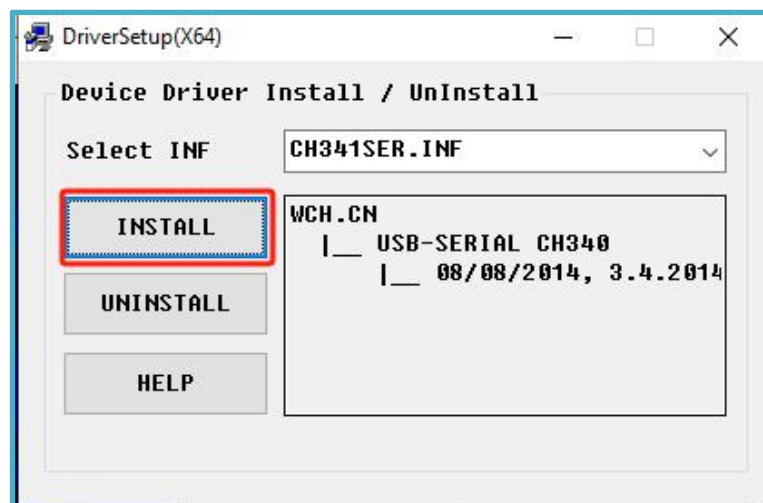 DriverSetup(X64)
Device Driver Install / UnInstall
Select INF
CH341SER.INF
INSTALL
UNINSTALL
HELP
WCH.CN
|__ USB-SERIAL CH340
|__ 08/08/2014, 3.4.2014